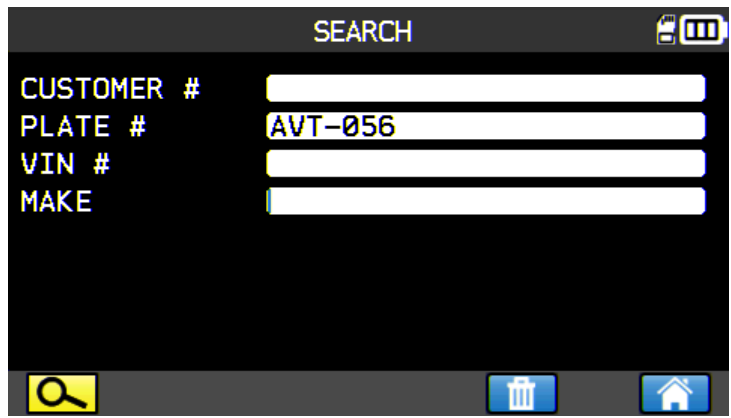 SEARCH
CUSTOMER #
PLATE # AVT-056
VIN #
MAKE